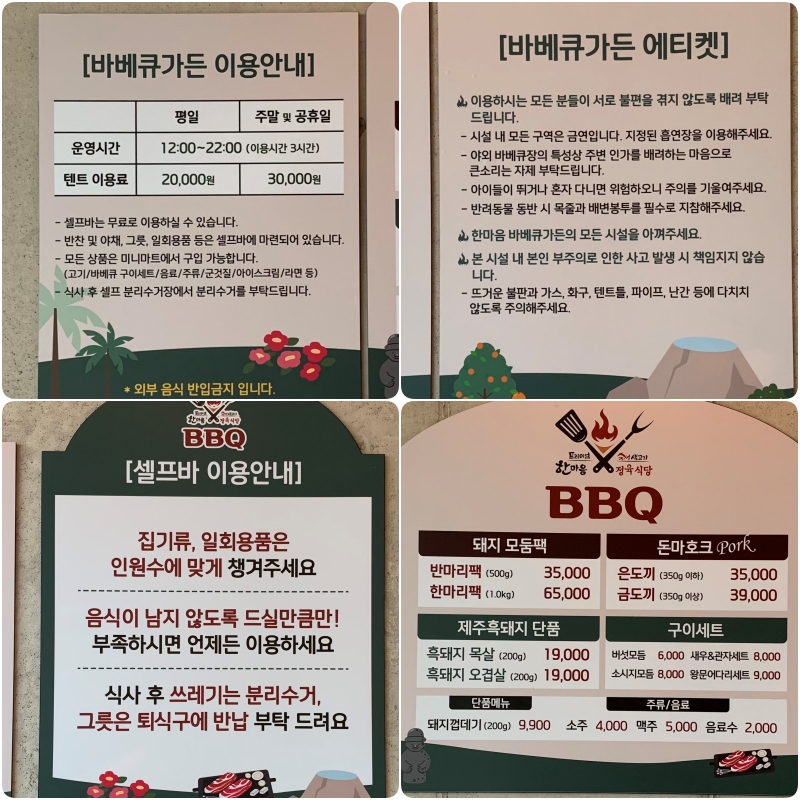 [바베큐가든 이용안내]
평일 주말 및 공휴일
운영시간 12:00~22:00 (이용시간 3시간)
텐트 이용료 20,000원 30,000원
- 셀프바는 무료로 이용하실 수 있습니다.
- 반찬 및 야채, 그릇, 일회용품 등은 셀프바에 마련되어 있습니다.
- 모든 상품은 미니마트에서 구입 가능합니다.
(고기/바베큐 구이세트/음료/주류/군것질/아이스크림/라면 등)
- 식사 후 셀프 분리수거장에서 분리수거를 부탁드립니다.
* 외부 음식 반입금지 입니다.
[바베큐가든 에티켓]
이용하시는 모든 분들이 서로 불편을 겪지 않도록 배려 부탁
드립니다.
- 시설 내 모든 구역은 금연입니다. 지정된 흡연장을 이용해주세요.
- 야외 바베큐장의 특성상 주변 인가를 배려하는 마음으로
큰소리는 자제 부탁드립니다.
- 아이들이 뛰거나 혼자 다니면 위험하오니 주의를 기울여주세요.
- 반려동물 동반 시 목줄과 배변봉투를 필수로 지참해주세요.
한마음 바베큐가든의 모든 시설을 아껴주세요.
본 시설 내 본인 부주의로 인한 사고 발생 시 책임지지 않습
니다.
- 뜨거운 불판과 가스, 화구, 텐트틀, 파이프, 난간 등에 다치지
않도록 주의해주세요.
한마음 정육식당
BBQ
[셀프바 이용안내]
집기류, 일회용품은
인원수에 맞게 챙겨주세요
음식이 남지 않도록 드실만큼만!
부족하시면 언제든 이용하세요
식사 후 쓰레기는 분리수거,
그릇은 퇴식구에 반납 부탁 드려요
프리미엄
한마음 정육식당
BBQ
돼지 모둠팩
반마리팩 (500g) 35,000
한마리팩 (1.0kg) 65,000
돈마호크 Pork
은도끼 (350g 이하) 35,000
금도끼 (350g 이상) 39,000
제주흑돼지 단품
흑돼지 목살 (200g) 19,000
흑돼지 오겹살 (200g) 19,000
구이세트
버섯모듬 6,000 새우&관자세트 8,000
소시지모듬 8,000 왕문어다리세트 9,000
단품메뉴
돼지껍데기 (200g) 9,900
주류/음료
소주 4,000 맥주 5,000 음료수 2,000